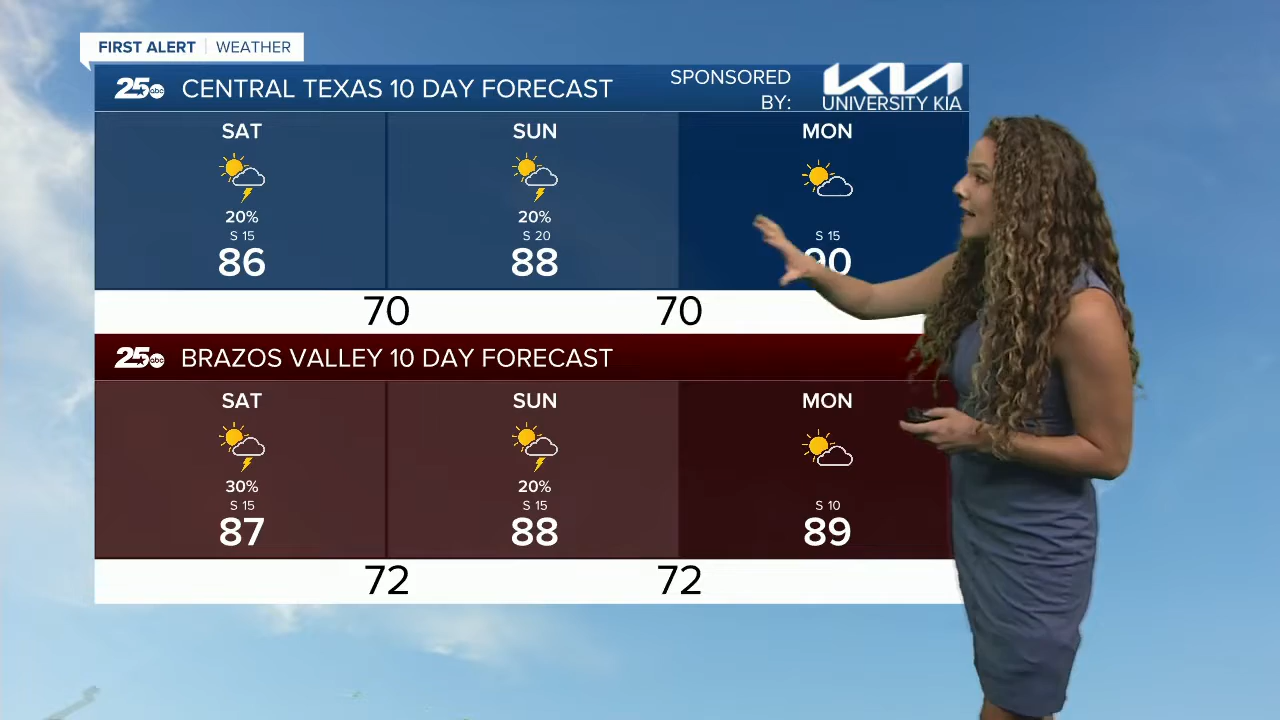 FIRST ALERT | WEATHER
25 abc CENTRAL TEXAS 10 DAY FORECAST
SPONSORED BY:
KIA
UNIVERSITY KIA
SAT SUN MON
20% 20%
S 15 S 20 S 15
86 88 90
70 70
25 abc BRAZOS VALLEY 10 DAY FORECAST
SAT SUN MON
30% 20%
S 15 S 15 S 10
87 88 89
72 72